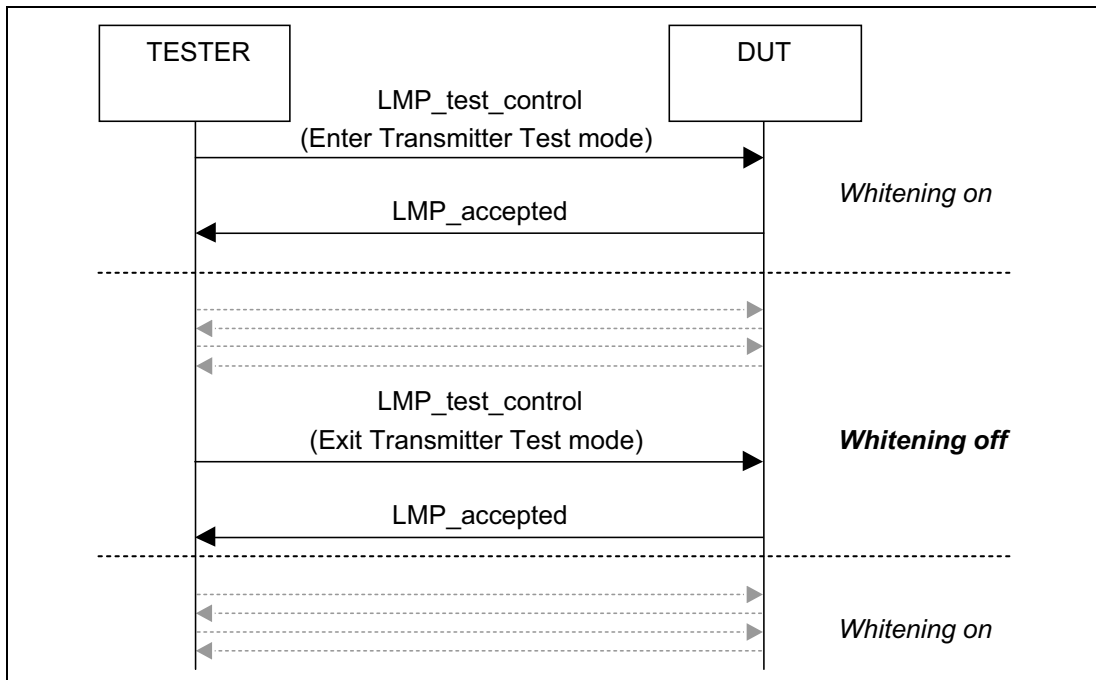 TESTER
DUT
LMP_test_control
(Enter Transmitter Test mode)
Whitening on
LMP_accepted
LMP_test_control
(Exit Transmitter Test mode)
Whitening off
LMP_accepted
Whitening on